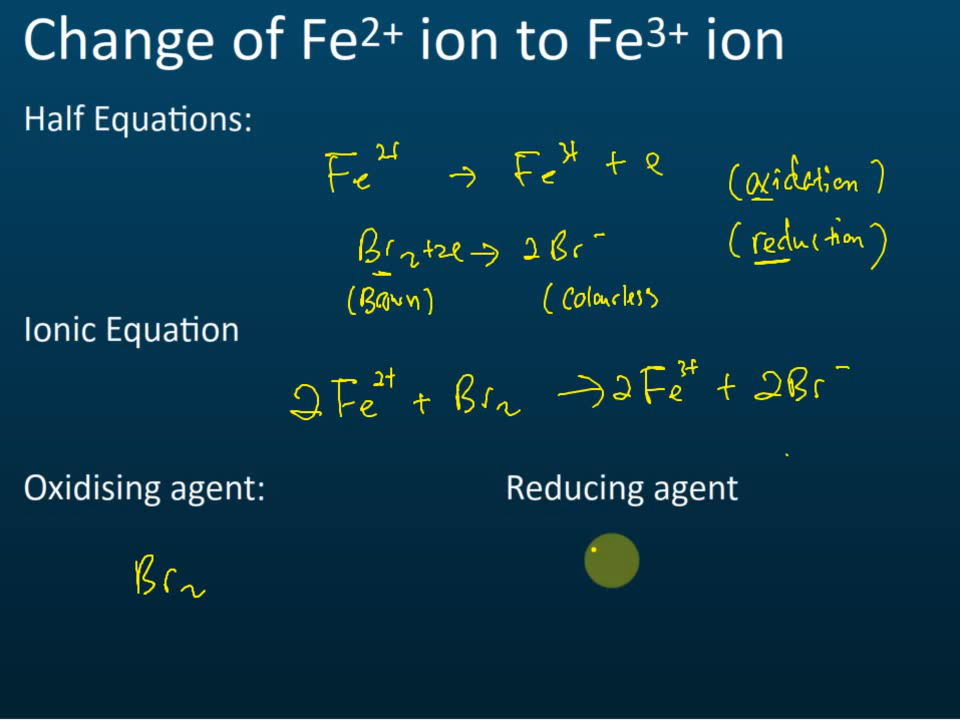 Change of Fe²⁺ ion to Fe³⁺ ion
Half Equations:
Fe²⁺ → Fe³⁺ + e (oxidation)
Br₂ +2e → 2Br⁻ (reduction)
(Brown) (Colourless
Ionic Equation
2Fe²⁺ + Br₂ → 2Fe³⁺ + 2Br⁻
Oxidising agent: Reducing agent
Br₂